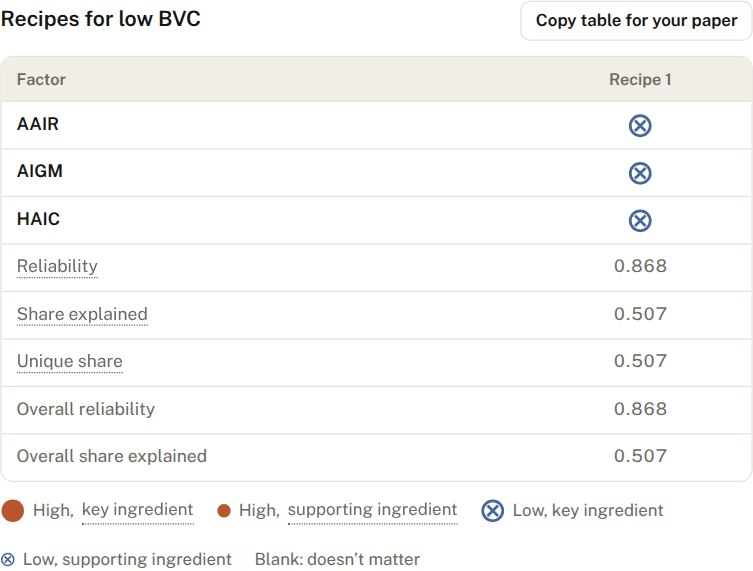 Recipes for low BVC
Copy table for your paper
Factor Recipe 1
AAIR
AIGM
HAIC
Reliability 0.868
Share explained 0.507
Unique share 0.507
Overall reliability 0.868
Overall share explained 0.507
High, key ingredient High, supporting ingredient Low, key ingredient
Low, supporting ingredient Blank: doesn’t matter